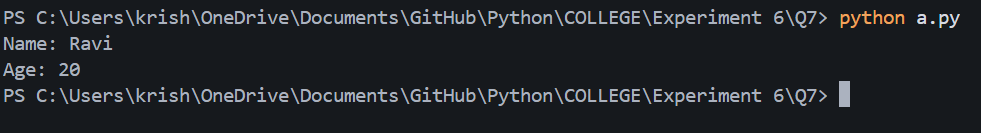 PS C:\Users\krish\OneDrive\Documents\GitHub\Python\COLLEGE\Experiment 6\Q7> python a.py
Name: Ravi
Age: 20
PS C:\Users\krish\OneDrive\Documents\GitHub\Python\COLLEGE\Experiment 6\Q7>